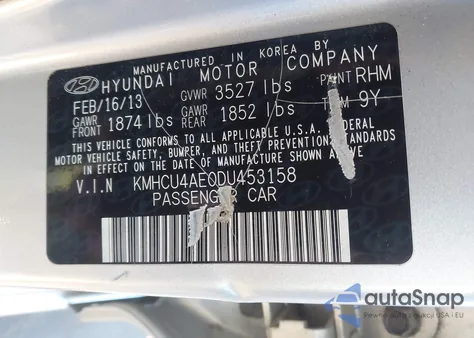 MANUFACTURED IN KOREA BY
HYUNDAI MOTOR COMPANY
FEB/16/13 GVWR 3527 lbs PAINT RHM
GAWR FRONT 1874 lbs GAWR REAR 1852 lbs 9Y
THIS VEHICLE CONFORMS TO ALL APPLICABLE U.S.A. FEDERAL
MOTOR VEHICLE SAFETY, BUMPER, AND THEFT PREVENTION STANDARDS
IN EFFECT ON THE DATE OF MANUFACTURE SHOWN ABOVE.
V.I.N KMHCU4AE0DU453158
PASSENGER CAR
autoSnap